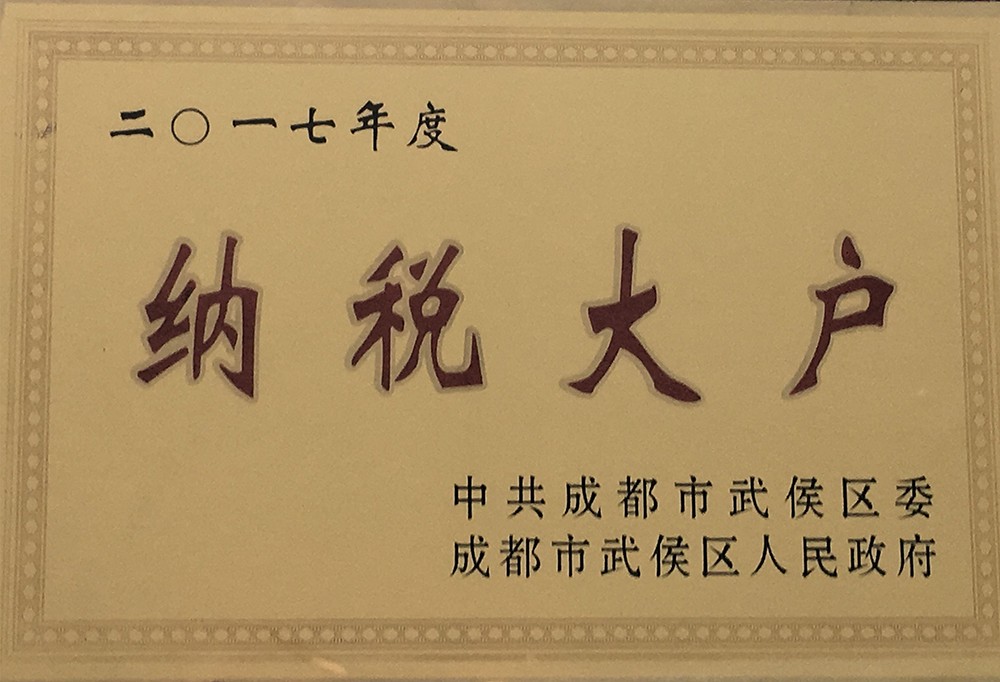 二〇一七年度
纳税大户
中共成都市武侯区委
成都市武侯区人民政府